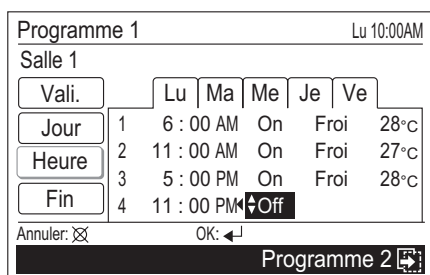 Programme 1 Lu 10:00AM
Salle 1
Vali. Lu Ma Me Je Ve
Jour 1 6 : 00 AM On Froi 28°C
Heure 2 11 : 00 AM On Froi 27°C
3 5 : 00 PM On Froi 28°C
Fin 4 11 : 00 PM Off
Annuler: OK:
Programme 2